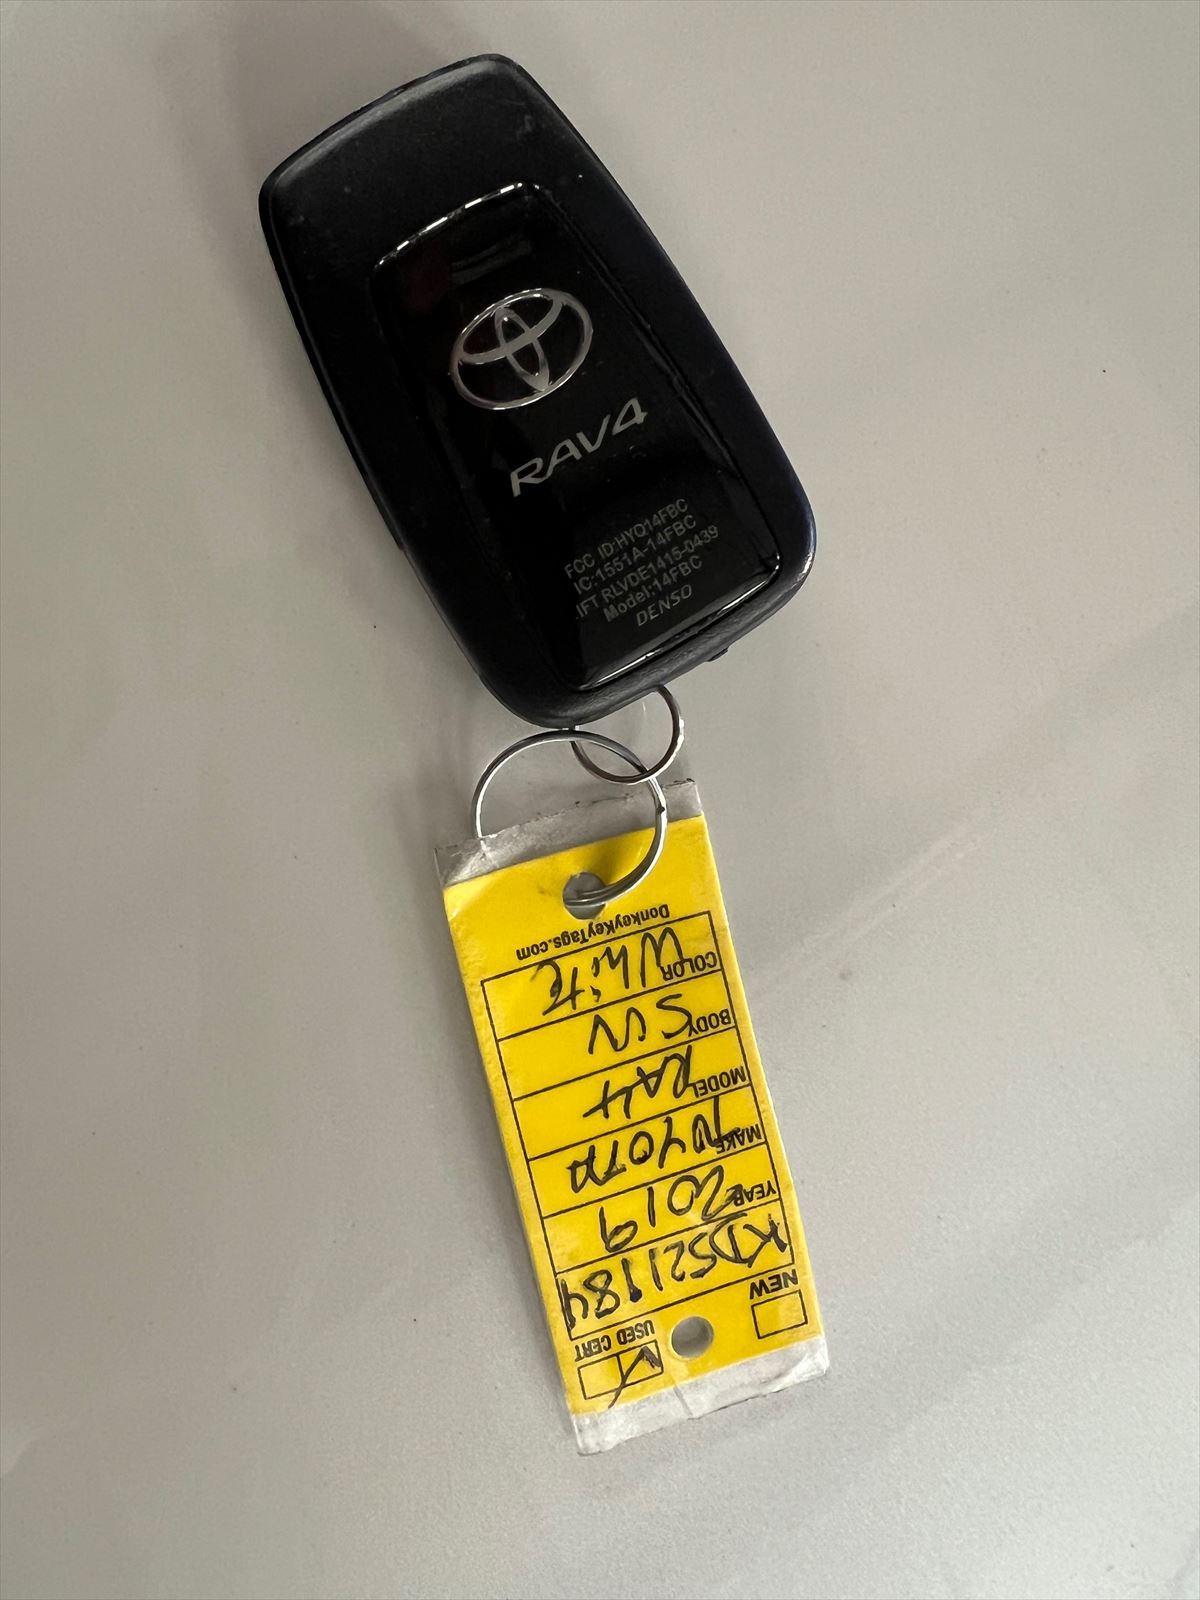 RAV4
FCC ID:HYQ14FBC
IC:1551A-14FBC
IFT RLVDE1415-0439
Model:14FBC
DENSO
NEW
USED CERT
KD521184
YEAR 2019
MAKE TOYOTA
MODEL RA4
BODY SUV
COLOR White
DonkeyKeyTags.com